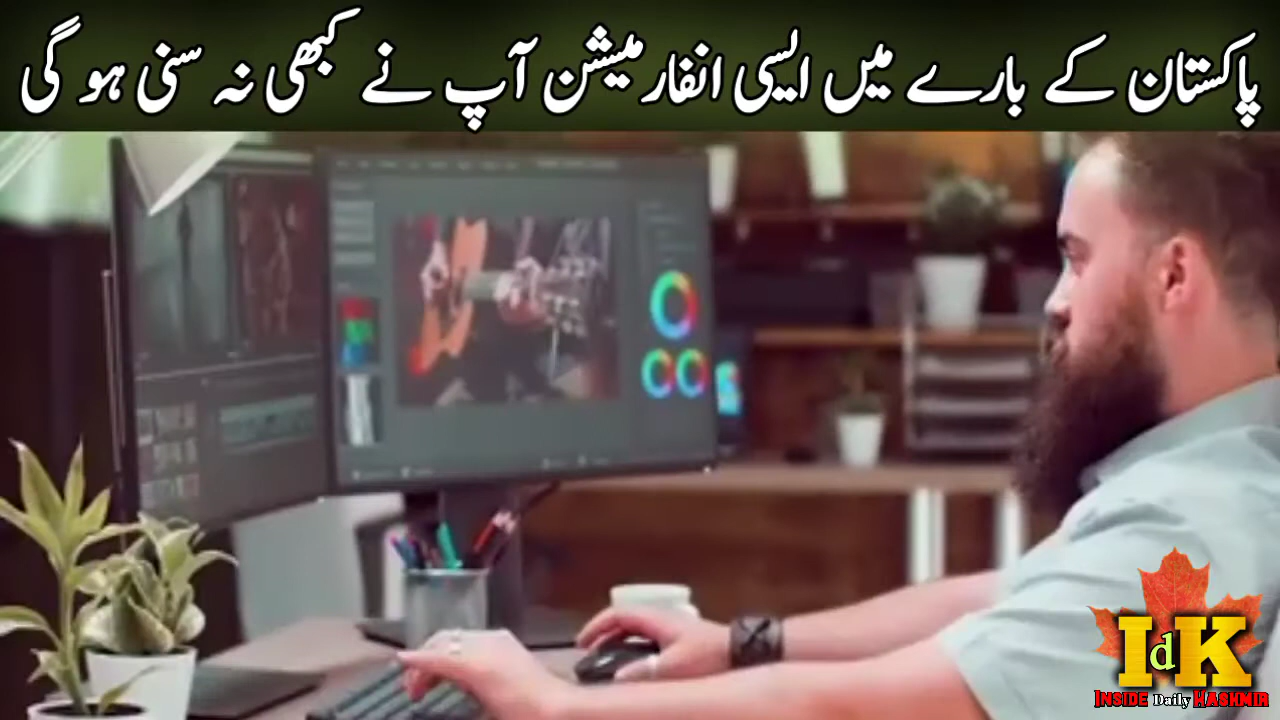 پاکستان کے بارے میں ایسی انفارمیشن آپ نے کبھی نہ سنی ہو گی
IdK
INSIDE Daily KASHMIR